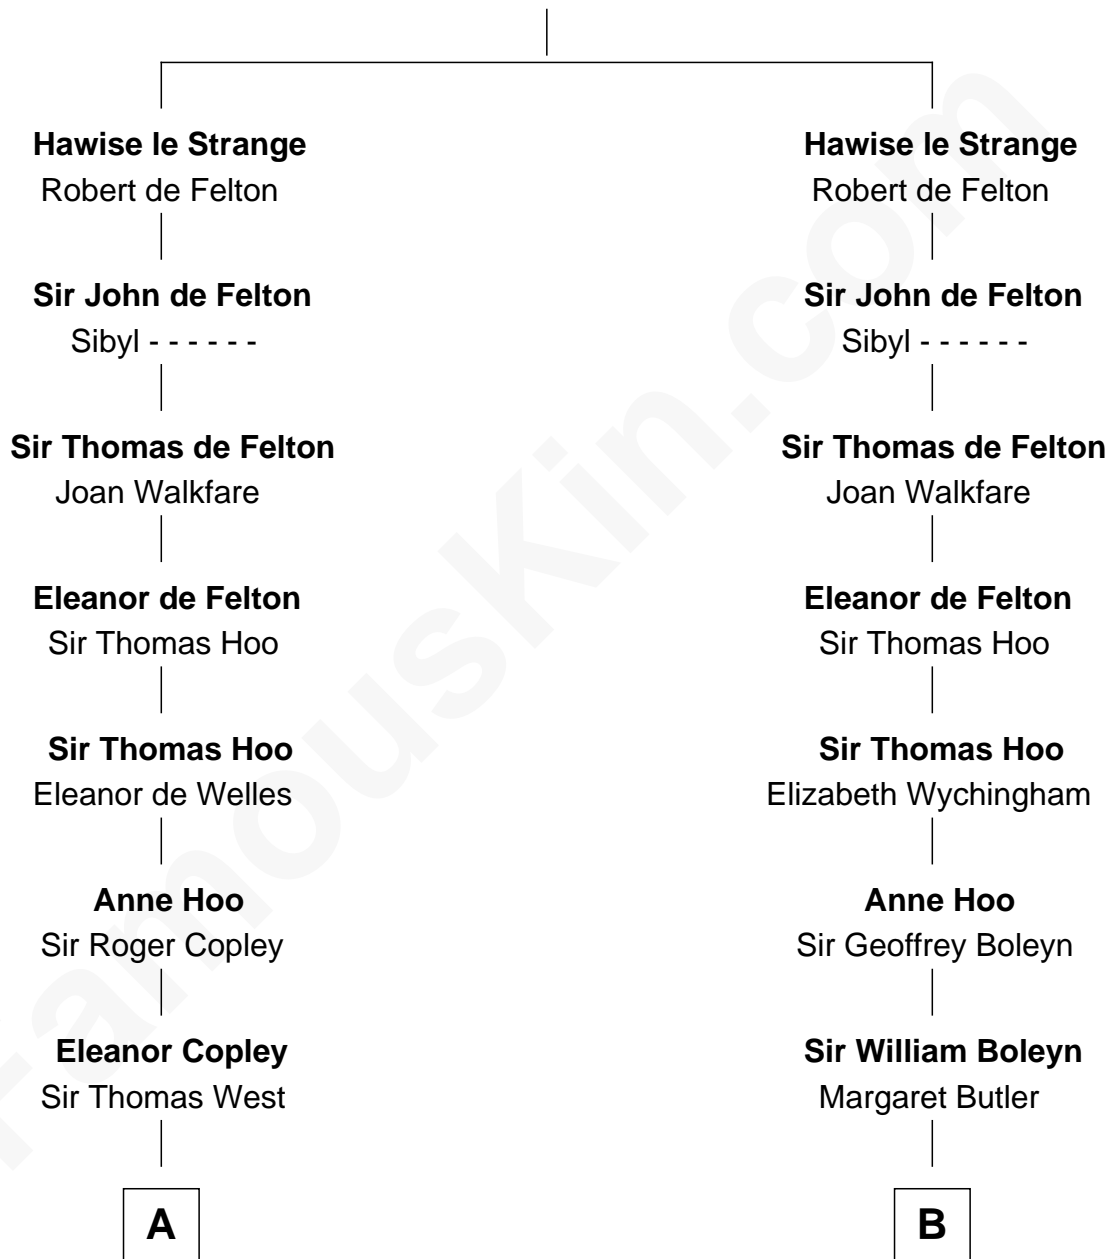 Hawise le Strange
Robert de Felton
Sir John de Felton
Sibyl - - - - - -
Sir Thomas de Felton
Joan Walkfare
Eleanor de Felton
Sir Thomas Hoo
Sir Thomas Hoo
Eleanor de Welles
Anne Hoo
Sir Roger Copley
Eleanor Copley
Sir Thomas West
A
Hawise le Strange
Robert de Felton
Sir John de Felton
Sibyl - - - - - -
Sir Thomas de Felton
Joan Walkfare
Eleanor de Felton
Sir Thomas Hoo
Sir Thomas Hoo
Elizabeth Wychingham
Anne Hoo
Sir Geoffrey Boleyn
Sir William Boleyn
Margaret Butler
B
FamousKin.com